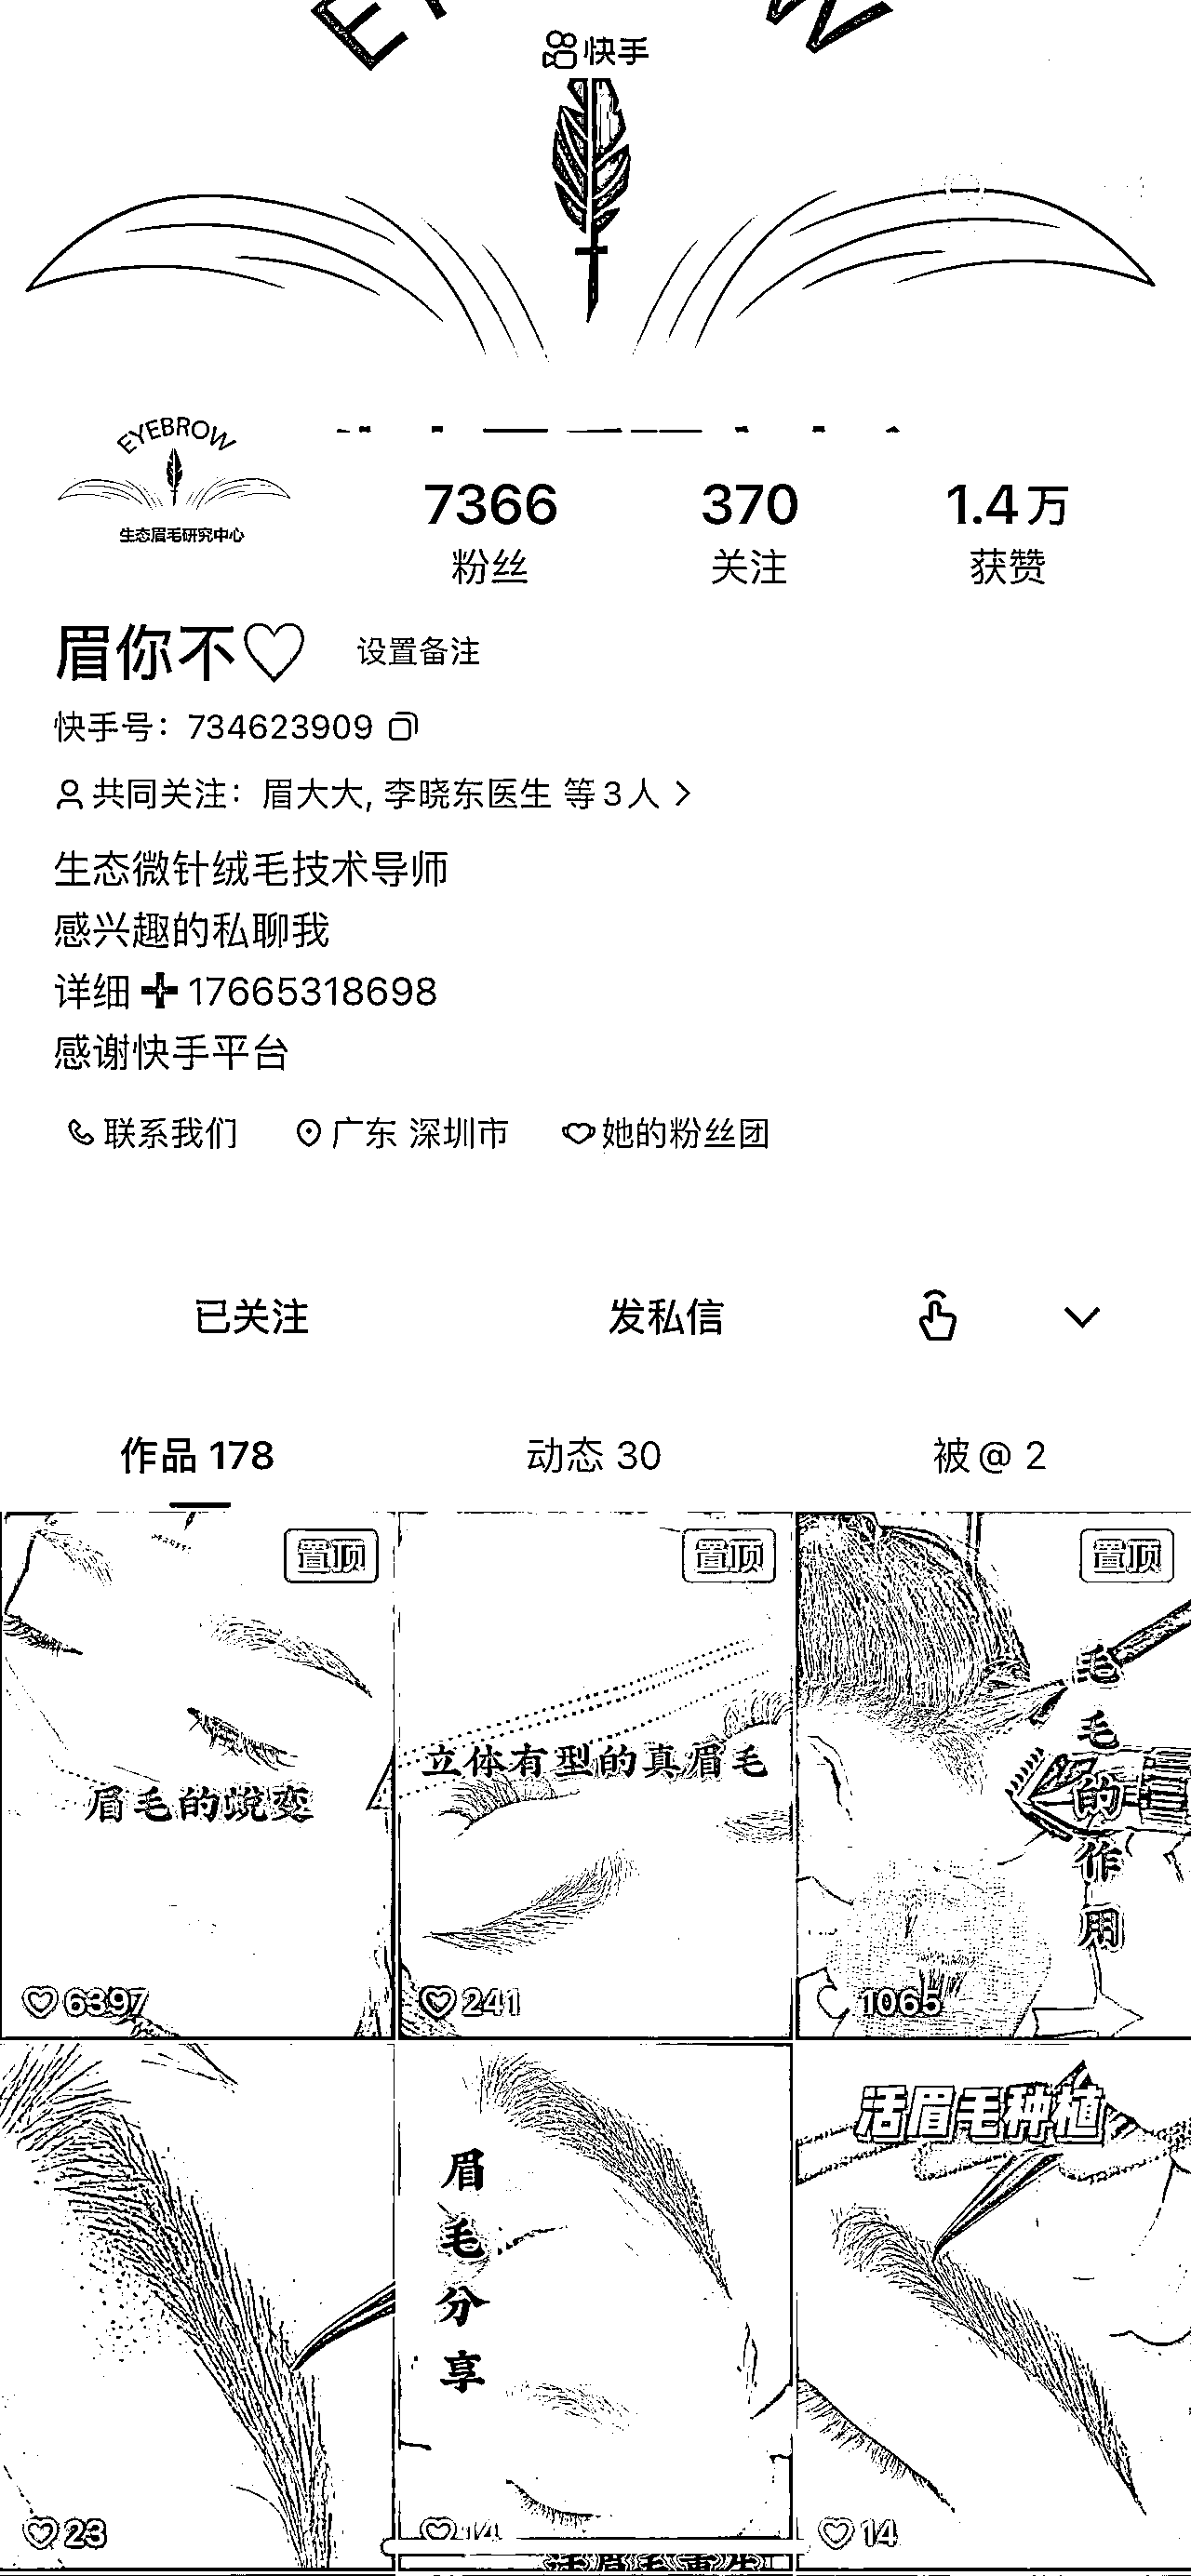 快手
EYEBROW
生态眉毛研究中心
7366 370 1.4万
粉丝 关注 获赞
眉你不♡ 设置备注
快手号：734623909
共同关注：眉大大, 李晓东医生 等3人 >
生态微针绒毛技术导师
感兴趣的私聊我
详细➕17665318698
感谢快手平台
联系我们 广东 深圳市 她的粉丝团
已关注 发私信
作品 178 动态 30 被@ 2
置顶 置顶 置顶
眉毛的蜕变
立体有型的真眉毛
毛毛的作用
6397 241 1065
眉毛分享
活眉毛种植
23 14 14
活眉毛重生